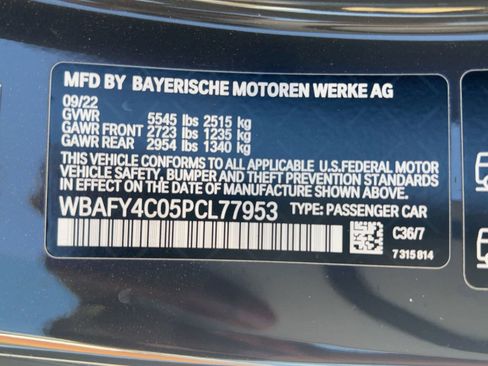 MFD BY BAYERISCHE MOTOREN WERKE AG
09/22
GVWR 5545 lbs 2515 kg
GAWR FRONT 2723 lbs 1235 kg
GAWR REAR 2954 lbs 1340 kg
THIS VEHICLE CONFORMS TO ALL APPLICABLE U.S.FEDERAL MOTOR
VEHICLE SAFETY, BUMPER AND THEFT PREVENTION STANDARDS
IN EFFECT ON THE DATE OF MANUFACTURE SHOWN ABOVE.
WBAFY4C05PCL77953 TYPE: PASSENGER CAR
C36/7
7 315 814